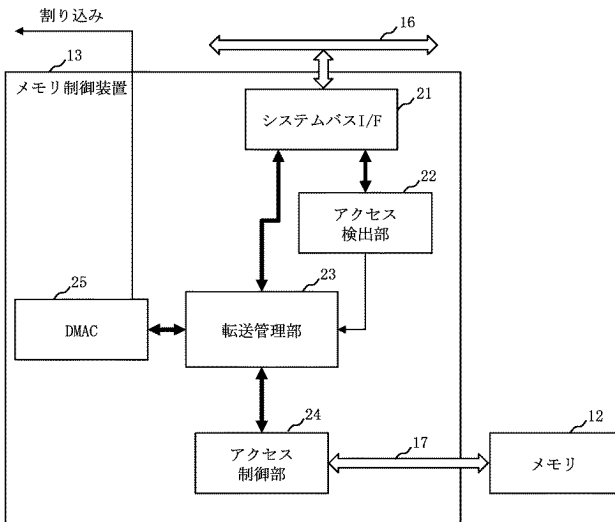 割り込み
16
13
メモリ制御装置
21
システムバスI/F
22
アクセス
検出部
25
23
DMAC
転送管理部
24
12
アクセス
制御部
17
メモリ